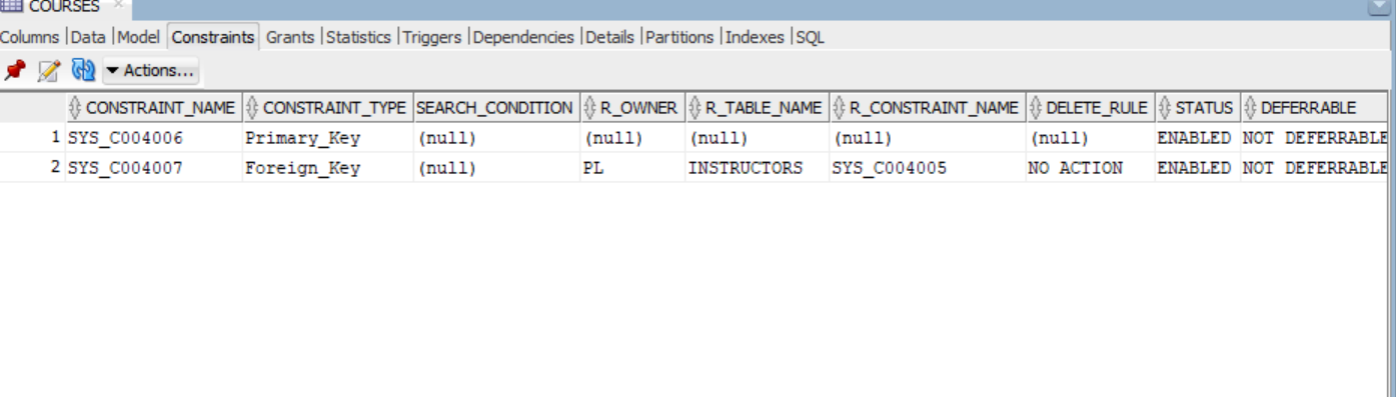 COURSES
Columns |Data |Model |Constraints| Grants |Statistics |Triggers |Dependencies |Details |Partitions |Indexes |SQL
Actions...
CONSTRAINT_NAME CONSTRAINT_TYPE SEARCH_CONDITION R_OWNER R_TABLE_NAME R_CONSTRAINT_NAME DELETE_RULE STATUS DEFERRABLE
1 SYS_C004006 Primary_Key (null) (null) (null) (null) (null) ENABLED NOT DEFERRABLE
2 SYS_C004007 Foreign_Key (null) PL INSTRUCTORS SYS_C004005 NO ACTION ENABLED NOT DEFERRABLE